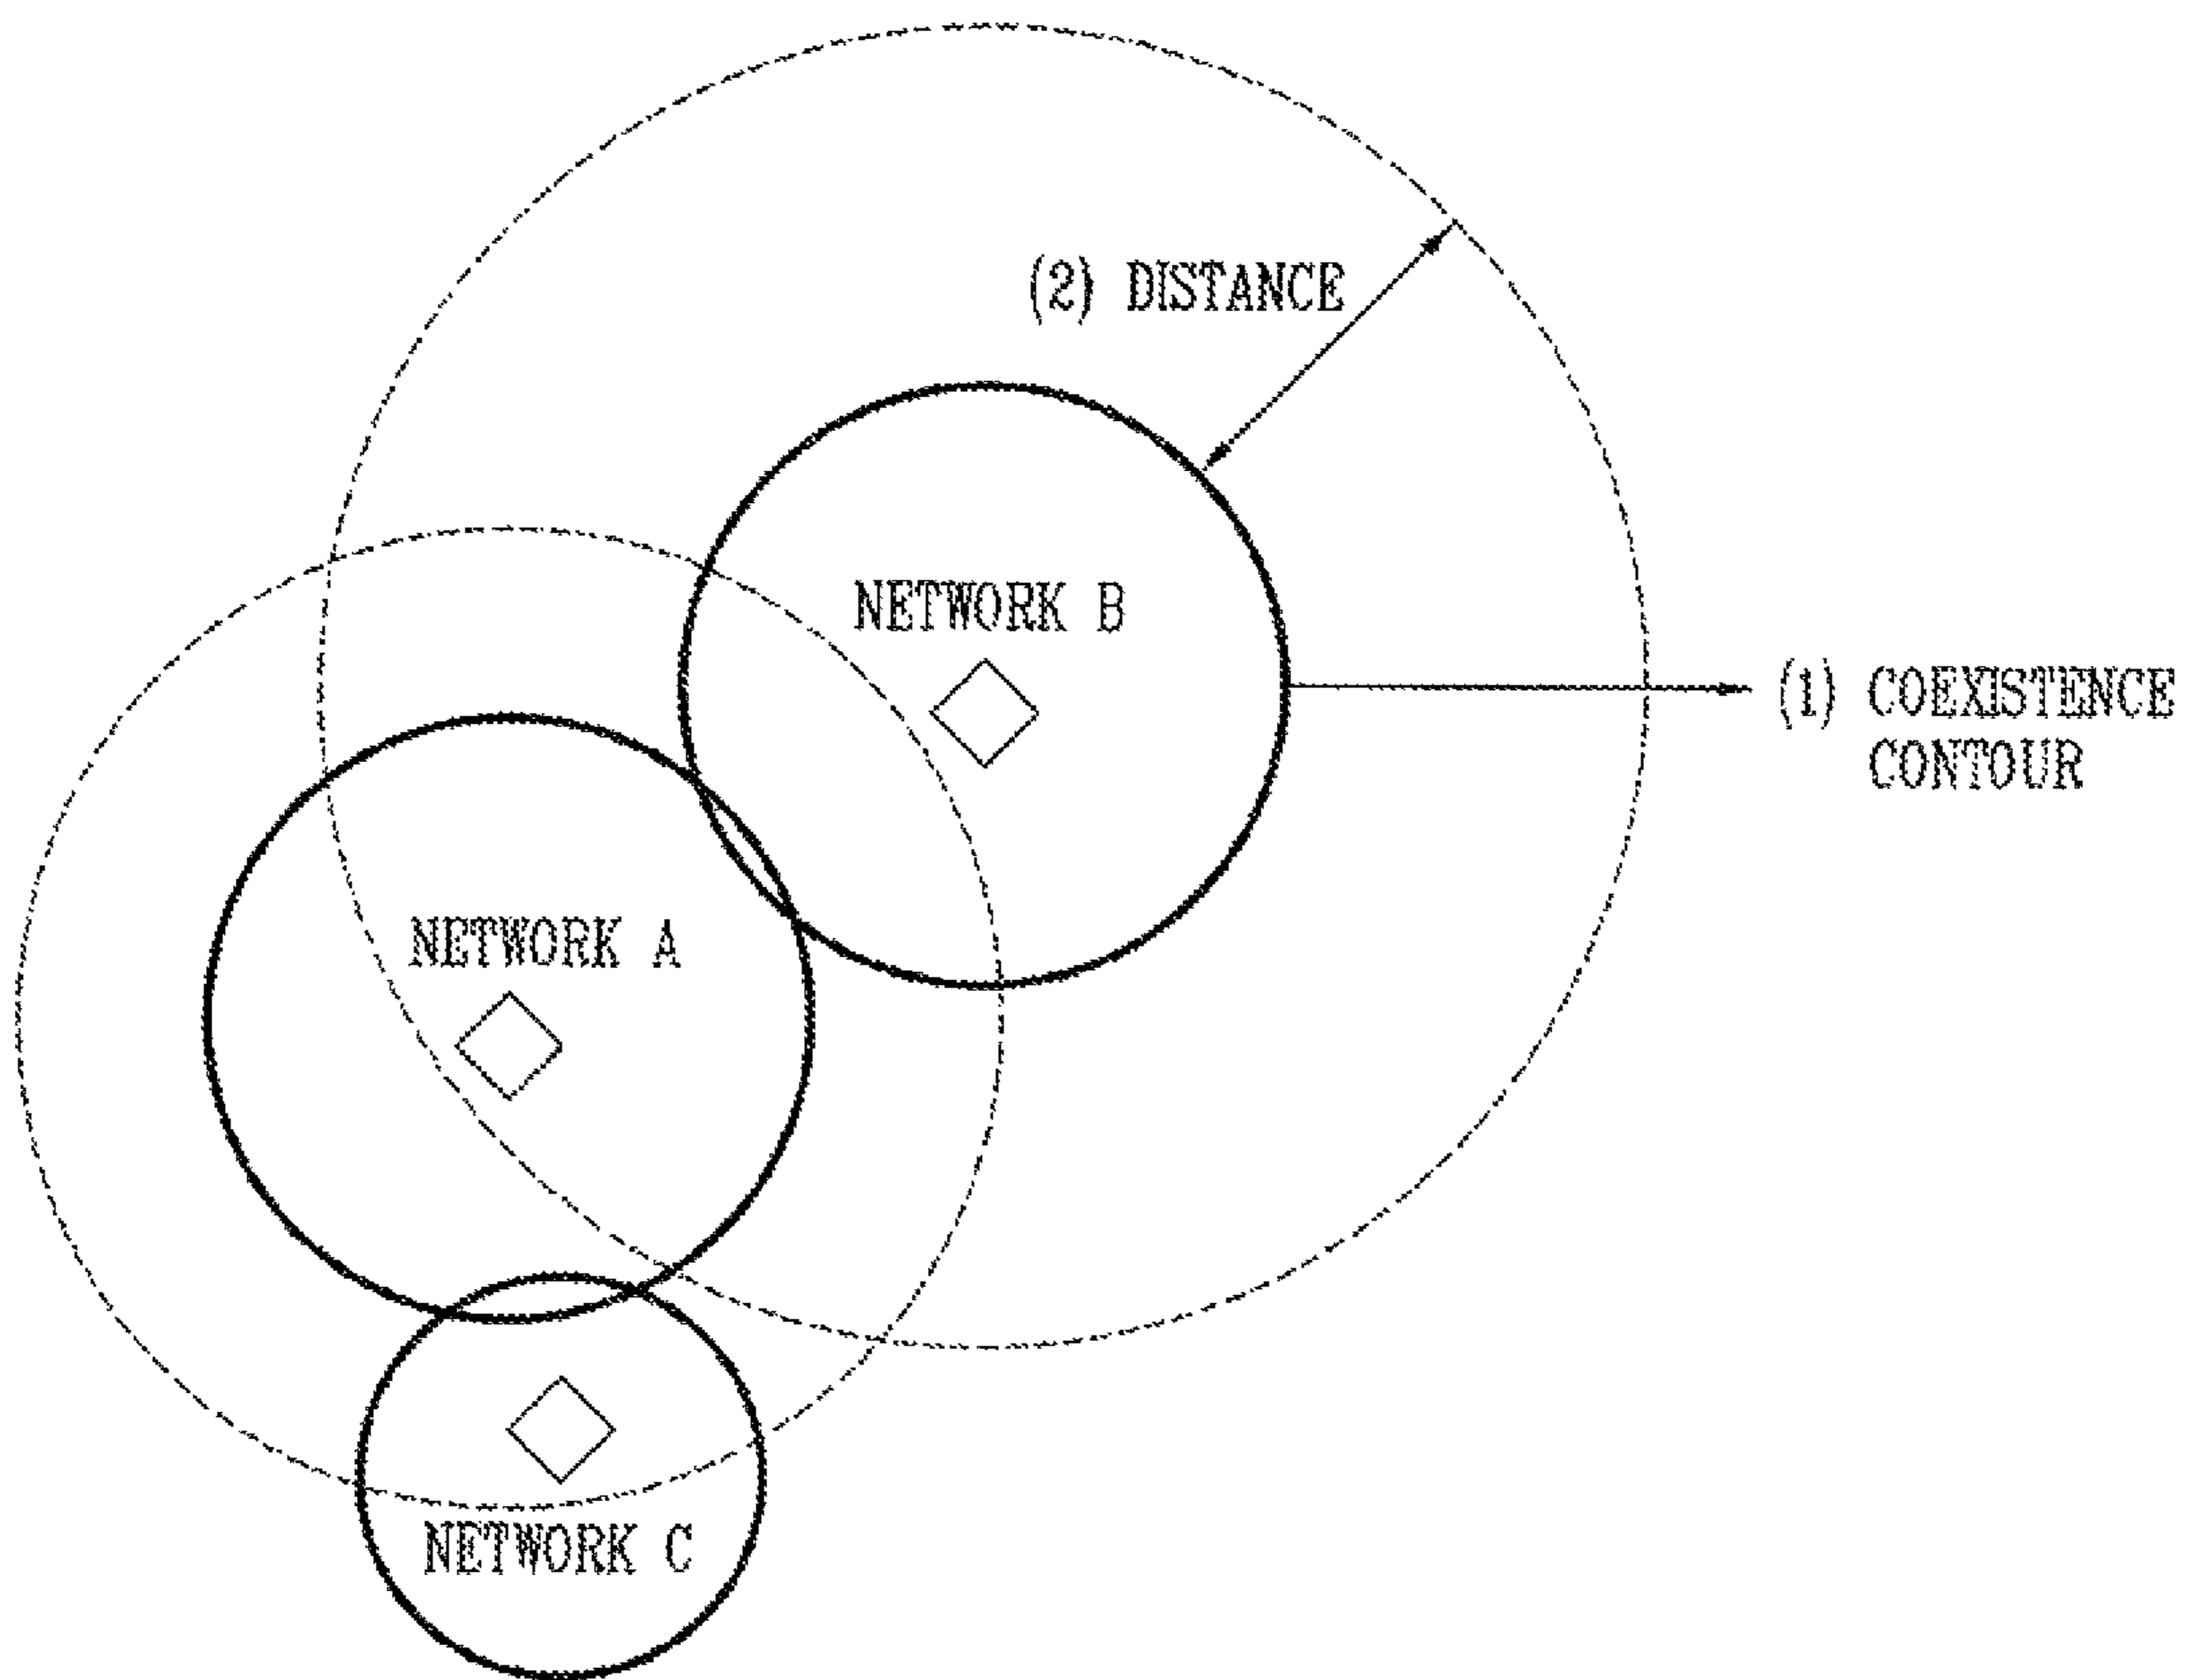 (2) DISTANCE
NETWORK B
(1) COEXISTENCE
CONTOUR
NETWORK A
NETWORK C